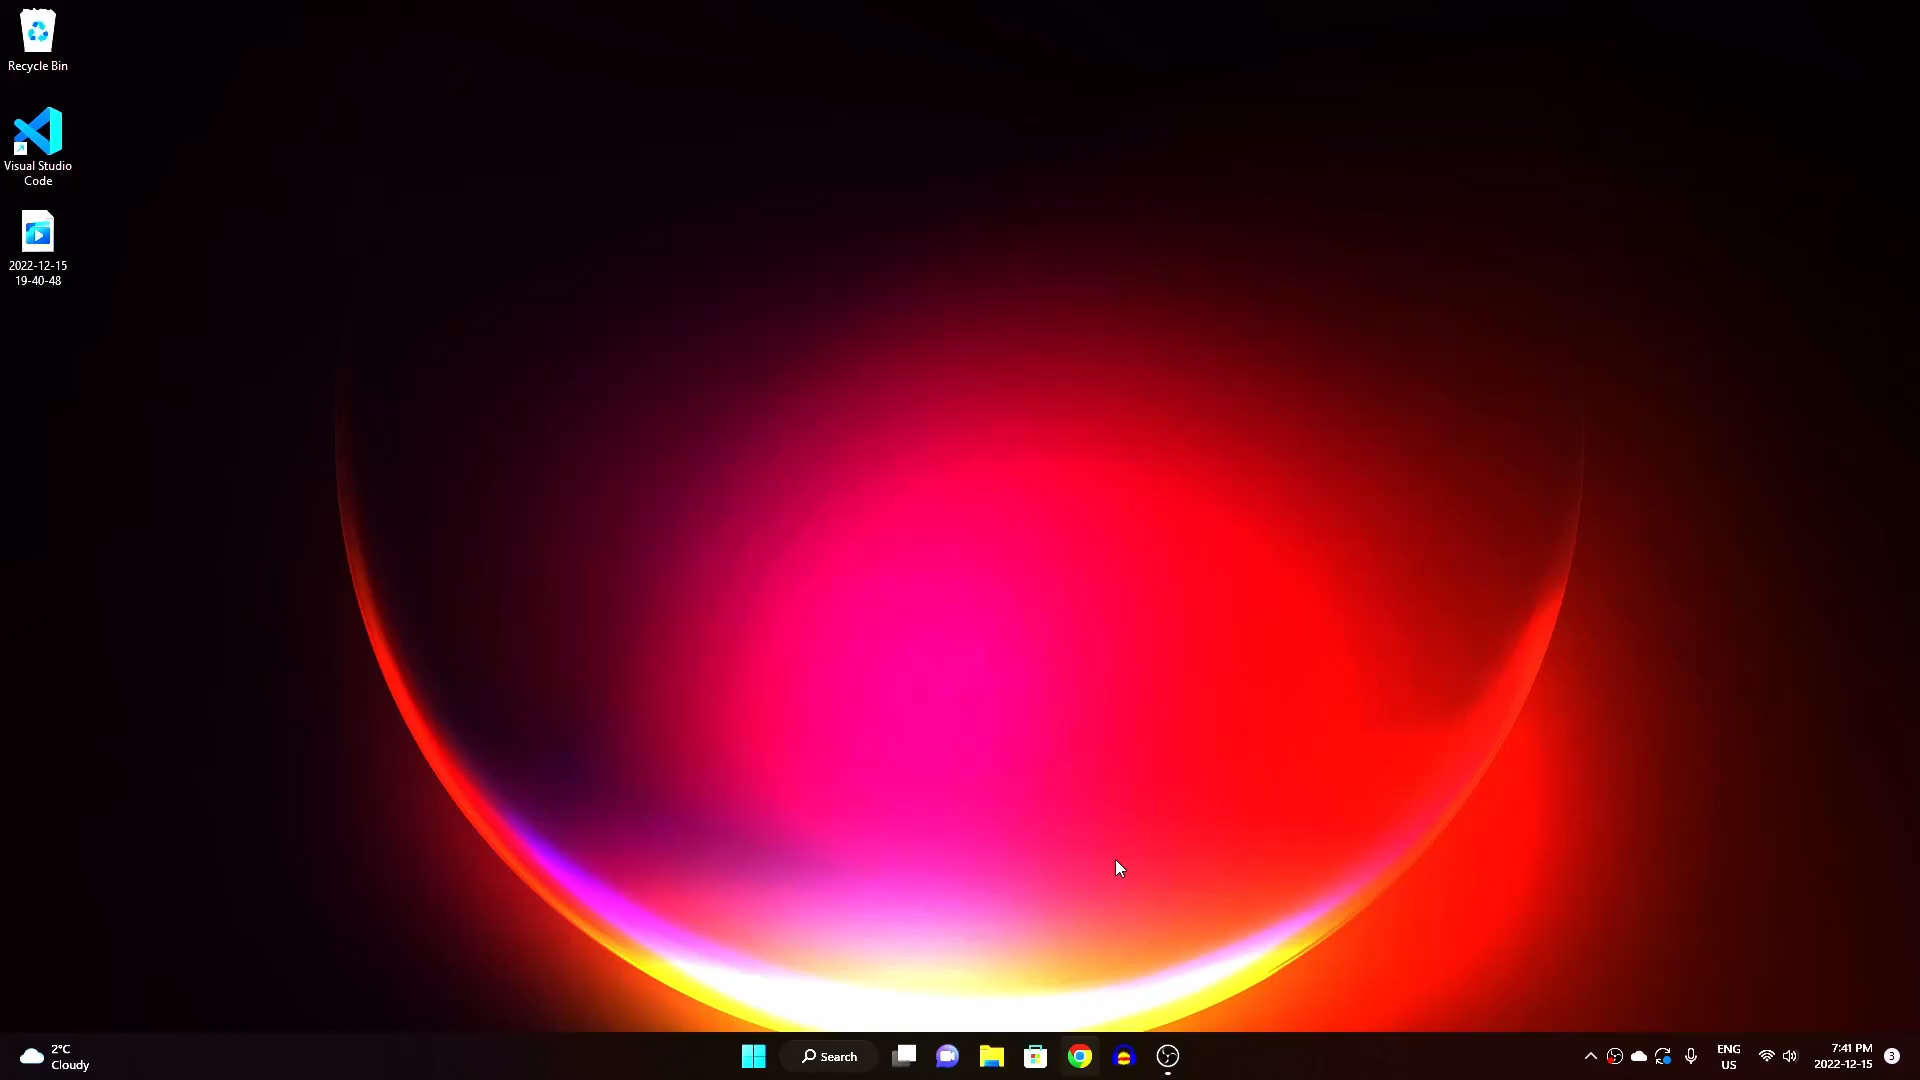 Recycle Bin
Visual Studio
Code
2022-12-15
19-40-48
2°C
Cloudy
Search
ENG
US
7:41 PM
2022-12-15
3